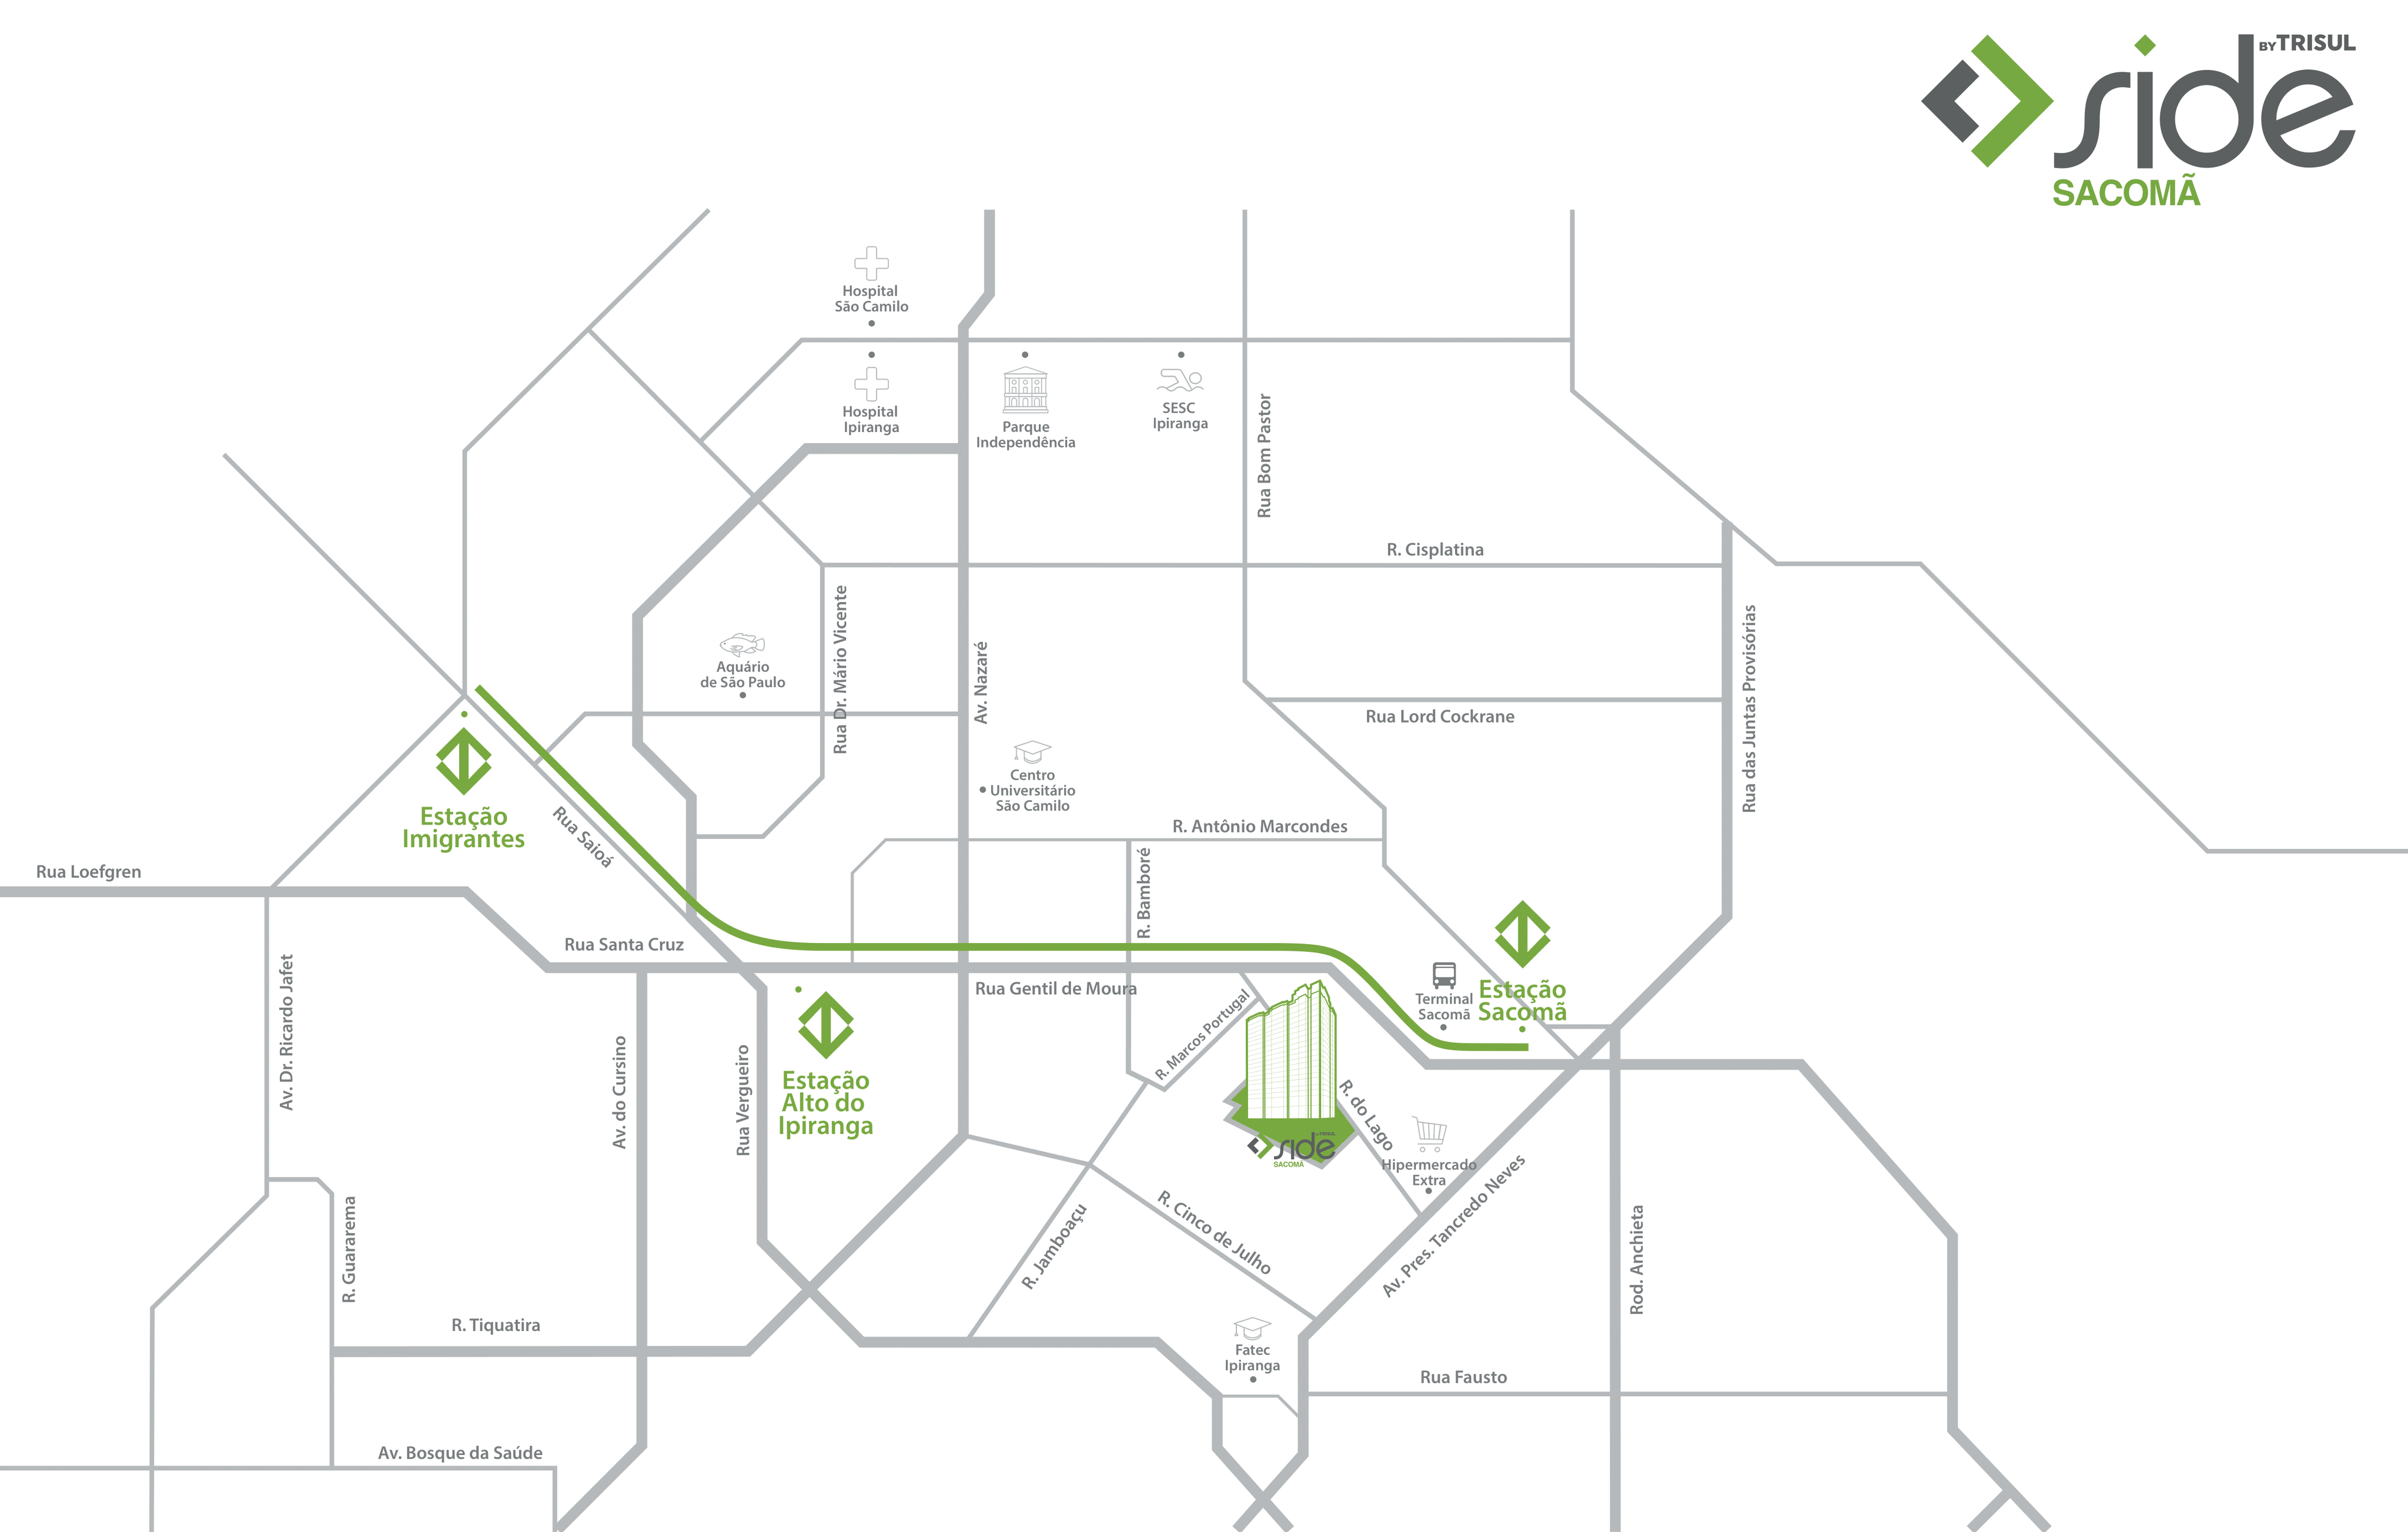 BY TRISUL
side
SACOMÃ
Hospital
São Camilo
Hospital
Ipiranga
Parque
Independência
SESC
Ipiranga
Rua Bom Pastor
R. Cisplatina
Rua Dr. Mário Vicente
Aquário
de São Paulo
Av. Nazaré
Rua das Juntas Provisórias
Rua Lord Cockrane
Centro
Universitário
São Camilo
Estação
Imigrantes
Rua Saioá
R. Antônio Marcondes
R. Bamboré
Rua Loefgren
Rua Santa Cruz
Rua Gentil de Moura
Terminal
Sacomã
Estação
Sacomã
Av. Dr. Ricardo Jafet
Av. do Cursino
Rua Vergueiro
Estação
Alto do
Ipiranga
R. Marcos Portugal
R. do Lago
side
BY TRISUL
SACOMÃ
Hipermercado
Extra
Av. Pres. Tancredo Neves
R. Guararema
R. Jamboaçu
R. Cinco de Julho
Rod. Anchieta
R. Tiquatira
Fatec
Ipiranga
Rua Fausto
Av. Bosque da Saúde